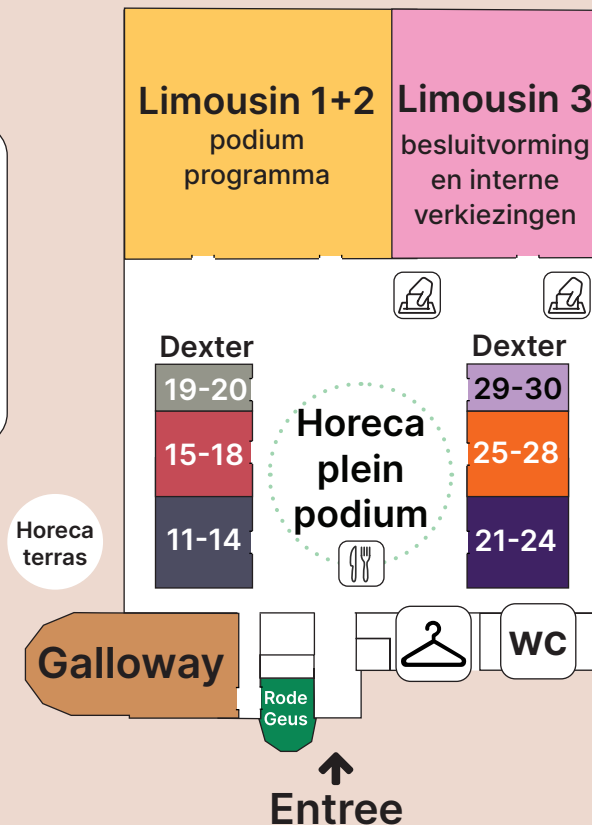 Limousin 1+2
podium
programma
Limousin 3
besluitvorming
en interne
verkiezingen
Dexter
19-20
15-18
11-14
Horeca
plein
podium
Dexter
29-30
25-28
21-24
Horeca
terras
Galloway
Rode
Geus
WC
Entree